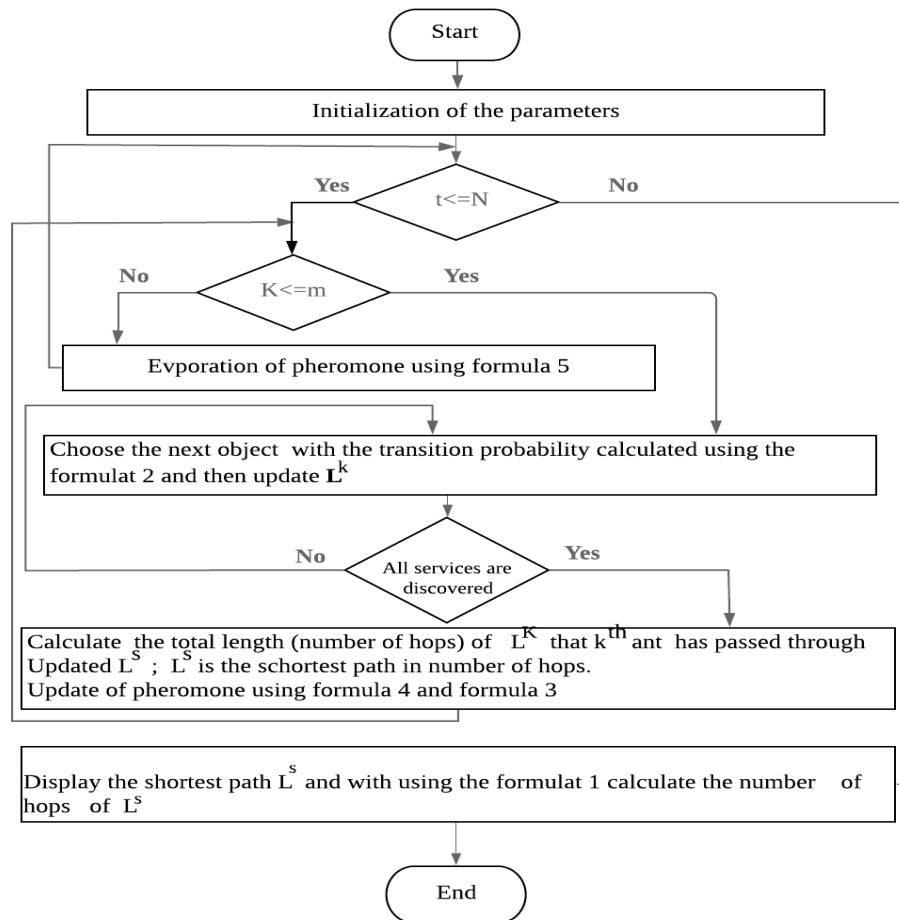 Start
Initialization of the parameters
Yes
No
t<=N
No
Yes
K<=m
Evporation of pheromone using formula 5
Choose the next object with the transition probability calculated using the
formulat 2 and then update L^k
No
Yes
All services are
discovered
Calculate the total length (number of hops) of L^K that k^th ant has passed through
Updated L^s ; L^s is the schortest path in number of hops.
Update of pheromone using formula 4 and formula 3
Display the shortest path L^s and with using the formulat 1 calculate the number of
hops of L^s
End